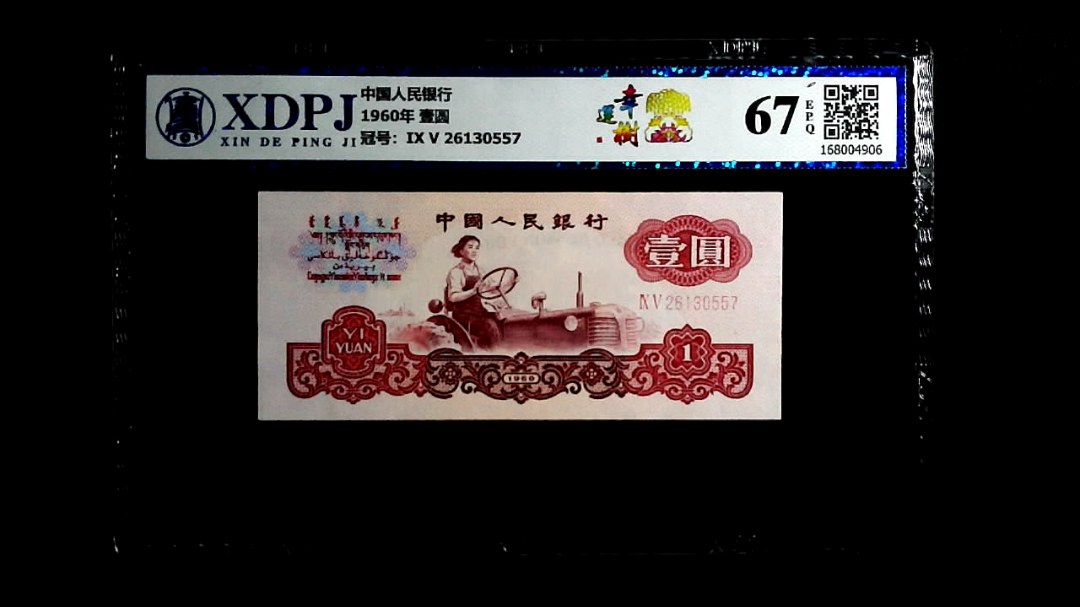 XDPJ
XIN DE PING JI
中国人民银行
1960年 壹圆
冠号: IX V 26130557
幸運樹
67
EPQ
168004906
中國人民銀行
壹圓
IX V 26130557
YI
YUAN
1960
1